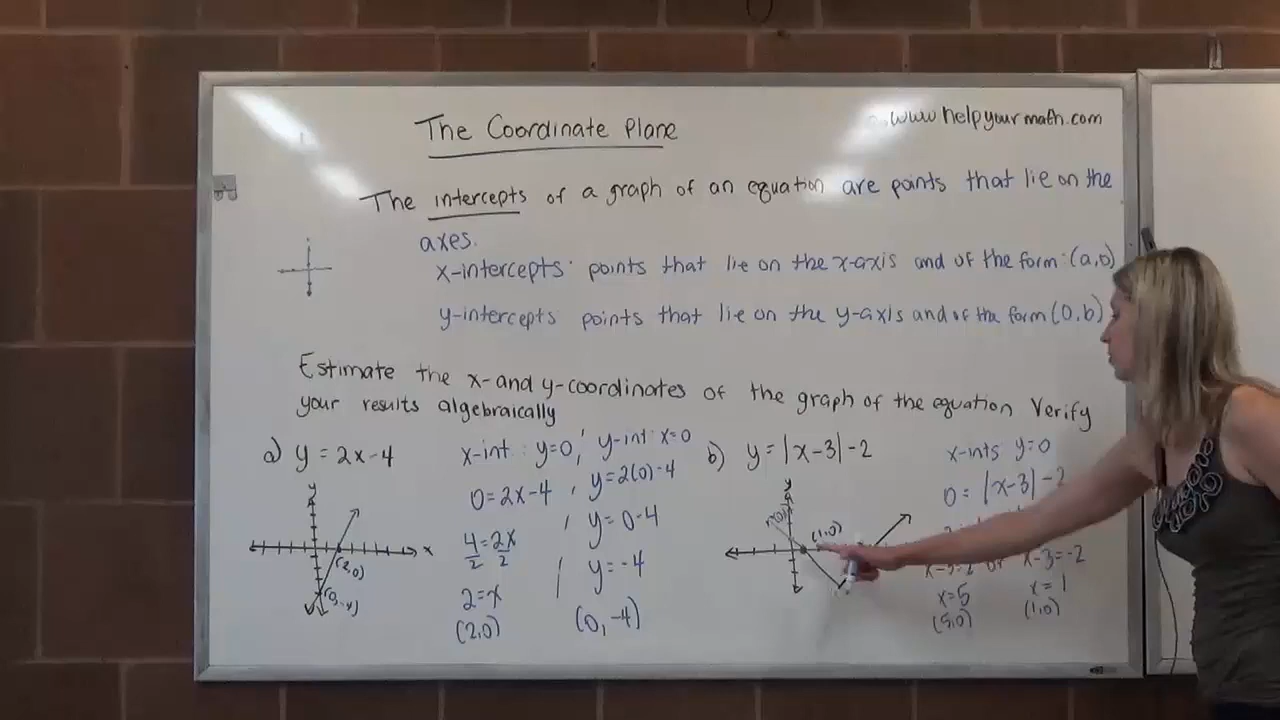 The Coordinate Plane
www.helpyourmath.com
The intercepts of a graph of an equation are points that lie on the
axes.
x-intercepts: points that lie on the x-axis and of the form: (a,0)
y-intercepts points that lie on the y-axis and of the form (0,b)
Estimate the x- and y-coordinates of the graph of the equation Verify
your results algebraically
a) y = 2x-4
x-int: y=0
0=2x-4
4=2x
2 2
2=x
(2,0)
y-int: x=0
y=2(0)-4
y=0-4
y=-4
(0,-4)
y
x
(2,0)
(0,-4)
b) y=|x-3|-2
y
(1,0)
x-ints y=0
0=|x-3|-2
x-3=2 or x-3=-2
x=5 x=1
(5,0) (1,0)